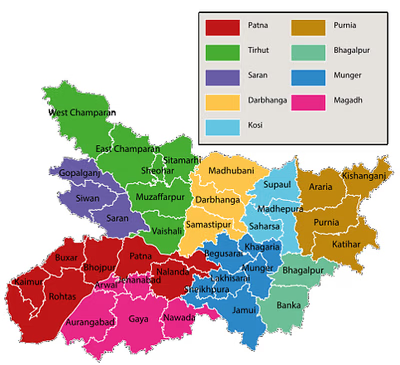 Patna
Purnia
Tirhut
Bhagalpur
Saran
Munger
Darbhanga
Magadh
Kosi
West Champaran
East Champaran
Sitamarhi
Sheohar
Gopalganj
Siwan
Saran
Muzaffarpur
Vaishali
Madhubani
Darbhanga
Samastipur
Supaul
Madhepura
Saharsa
Araria
Kishanganj
Purnia
Katihar
Buxar
Bhojpur
Patna
Nalanda
Kaimur
Rohtas
Arwal
Jehanabad
Aurangabad
Gaya
Nawada
Begusarai
Khagaria
Munger
Lakhisarai
Jamui
Bhagalpur
Banka